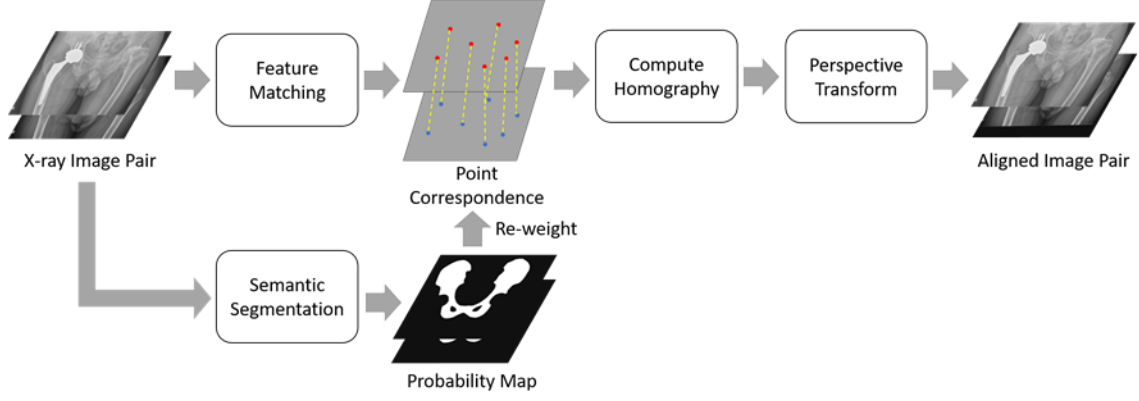 Feature
Matching
Compute
Homography
Perspective
Transform
X-ray Image Pair
Aligned Image Pair
Point
Correspondence
Re-weight
Semantic
Segmentation
Probability Map